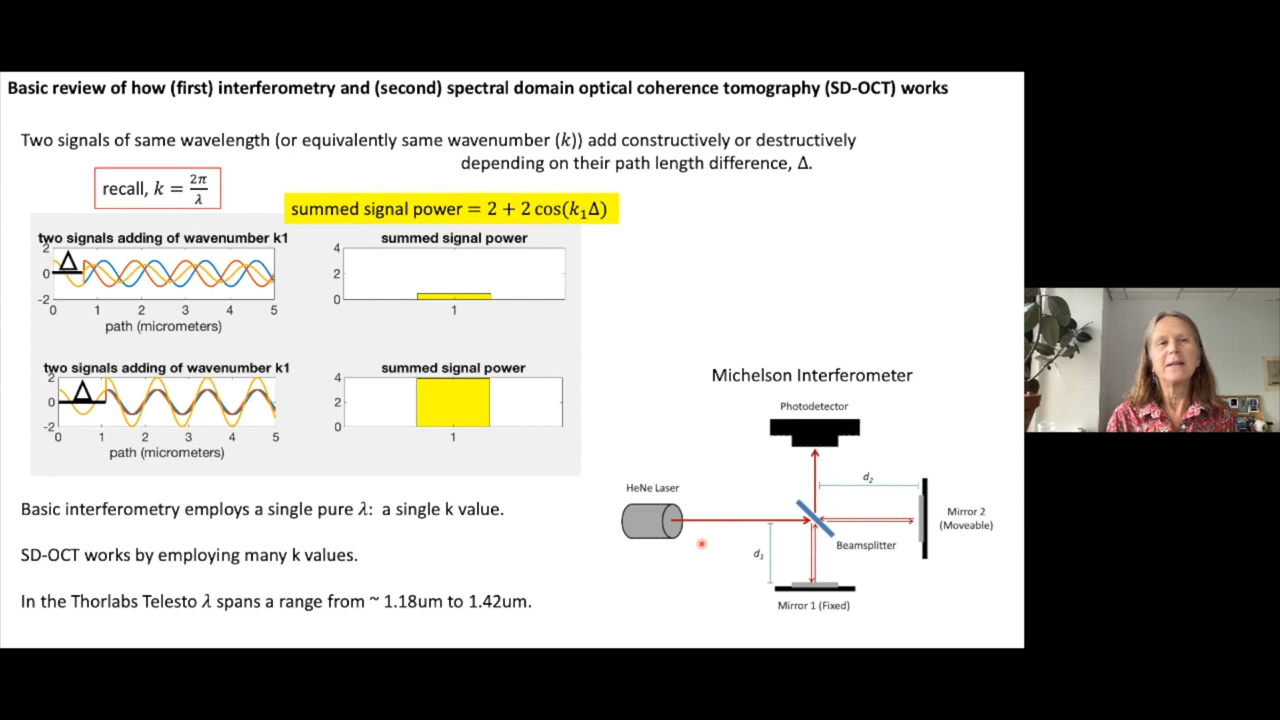 Basic review of how (first) interferometry and (second) spectral domain optical coherence tomography (SD-OCT) works
Two signals of same wavelength (or equivalently same wavenumber (k)) add constructively or destructively
depending on their path length difference, Δ.
recall, k = 2π/λ
summed signal power = 2 + 2 cos(k₁Δ)
two signals adding of wavenumber k1
2
0
-2
Δ
0 1 2 3 4 5
path (micrometers)
summed signal power
4
2
0
1
two signals adding of wavenumber k1
2
0
-2
Δ
0 1 2 3 4 5
path (micrometers)
summed signal power
4
2
0
1
Michelson Interferometer
Photodetector
HeNe Laser
d₂
Mirror 2
(Moveable)
Beamsplitter
d₁
Mirror 1 (Fixed)
Basic interferometry employs a single pure λ: a single k value.
SD-OCT works by employing many k values.
In the Thorlabs Telesto λ spans a range from ~ 1.18um to 1.42um.